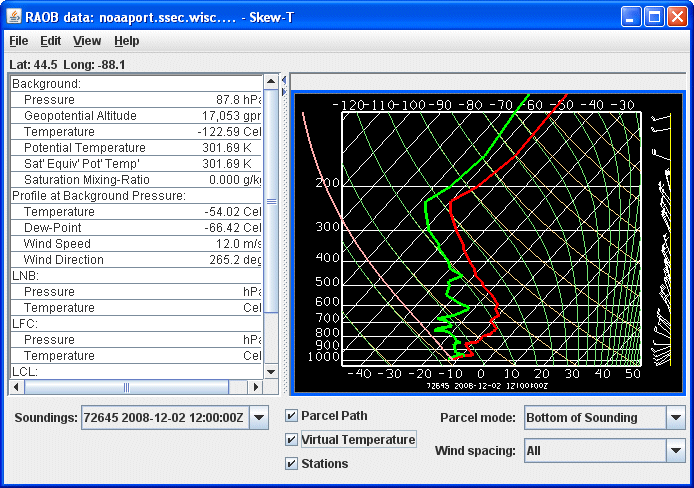 RAOB data: noaaport.ssec.wisc.... - Skew-T
File Edit View Help
Lat: 44.5 Long: -88.1
Background:
Pressure 87.8 hPa
Geopotential Altitude 17,053 gpm
Temperature -122.59 Cel
Potential Temperature 301.69 K
Sat' Equiv' Pot' Temp' 301.69 K
Saturation Mixing-Ratio 0.000 g/kg
Profile at Background Pressure:
Temperature -54.02 Cel
Dew-Point -66.42 Cel
Wind Speed 12.0 m/s
Wind Direction 265.2 deg
LNB:
Pressure hPa
Temperature Cel
LFC:
Pressure hPa
Temperature Cel
LCL:
-120 -110 -100 -90 -80 -70 -60 -50 -40 -30
200
300
400
500
600
700
800
900
1000
-40 -30 -20 -10 0 10 20 30 40 50
72645 2008-12-02 12:00:00Z
Soundings: 72645 2008-12-02 12:00:00Z
Parcel Path
Virtual Temperature
Stations
Parcel mode: Bottom of Sounding
Wind spacing: All